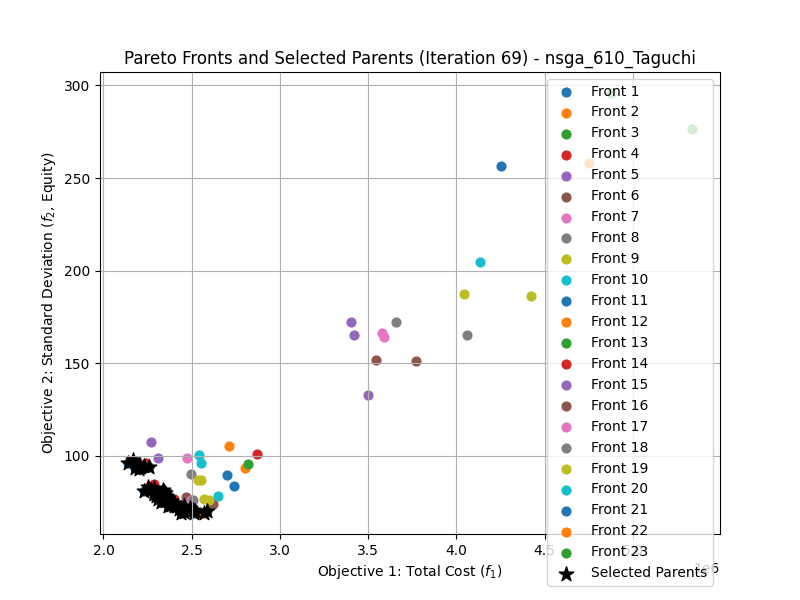 Pareto Fronts and Selected Parents (Iteration 69) - nsga_610_Taguchi
Objective 2: Standard Deviation (f₂, Equity)
300
250
200
150
100
2.0
2.5
3.0
3.5
4.0
4.5
5.0
1e6
Objective 1: Total Cost (f₁)
Front 1
Front 2
Front 3
Front 4
Front 5
Front 6
Front 7
Front 8
Front 9
Front 10
Front 11
Front 12
Front 13
Front 14
Front 15
Front 16
Front 17
Front 18
Front 19
Front 20
Front 21
Front 22
Front 23
Selected Parents